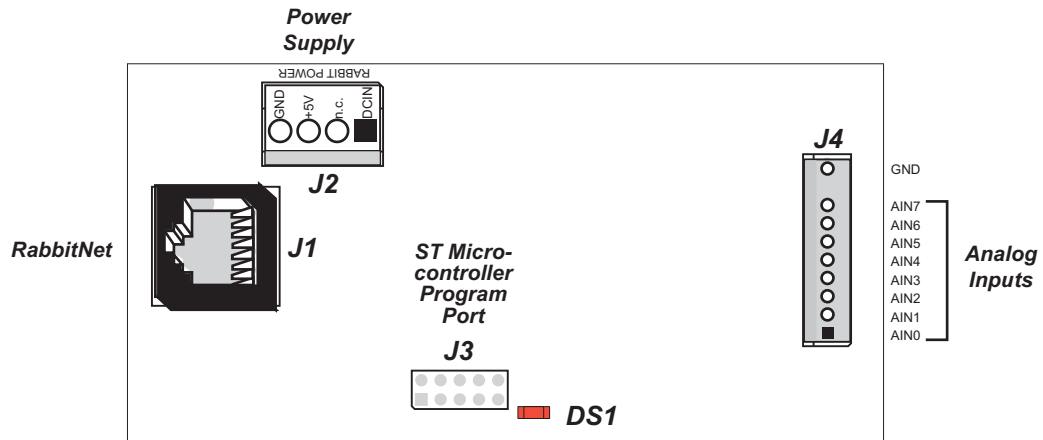 Power
Supply
RABBIT POWER
GND
+5V
n.c.
DCIN
J2
J4
GND
AIN7
AIN6
AIN5
AIN4
AIN3
AIN2
AIN1
AIN0
Analog
Inputs
RabbitNet
J1
ST Micro-
controller
Program
Port
J3
DS1